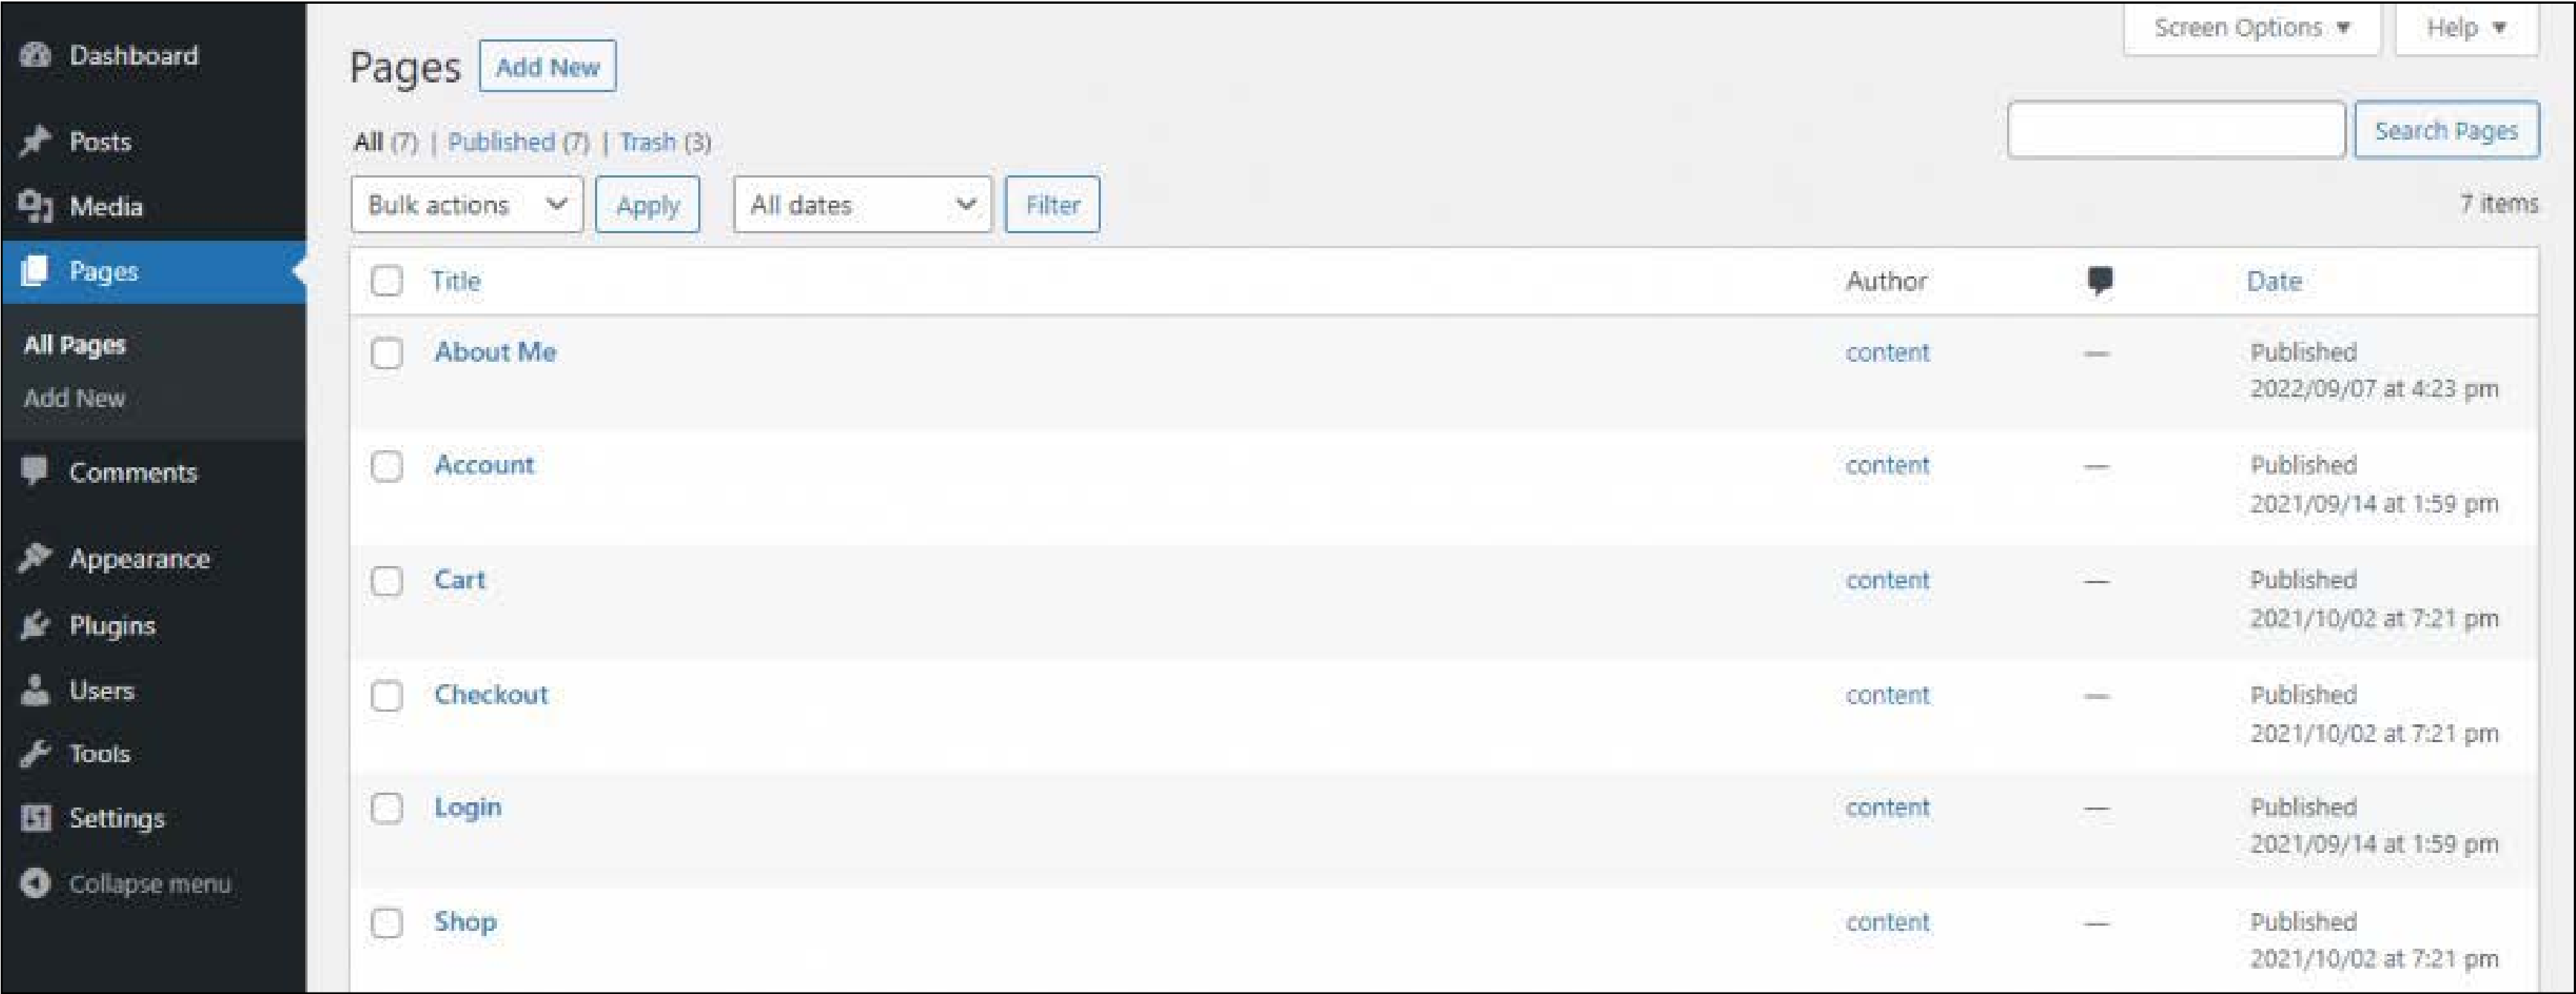 Dashboard
Posts
Media
Pages
All Pages
Add New
Comments
Appearance
Plugins
Users
Tools
Settings
Collapse menu
Screen Options ▼
Help ▼
Pages Add New
All (7) | Published (7) | Trash (3)
Search Pages
Bulk actions Apply All dates Filter
7 items
Title Author Date
About Me content — Published
2022/09/07 at 4:23 pm
Account content — Published
2021/09/14 at 1:59 pm
Cart content — Published
2021/10/02 at 7:21 pm
Checkout content — Published
2021/10/02 at 7:21 pm
Login content — Published
2021/09/14 at 1:59 pm
Shop content — Published
2021/10/02 at 7:21 pm